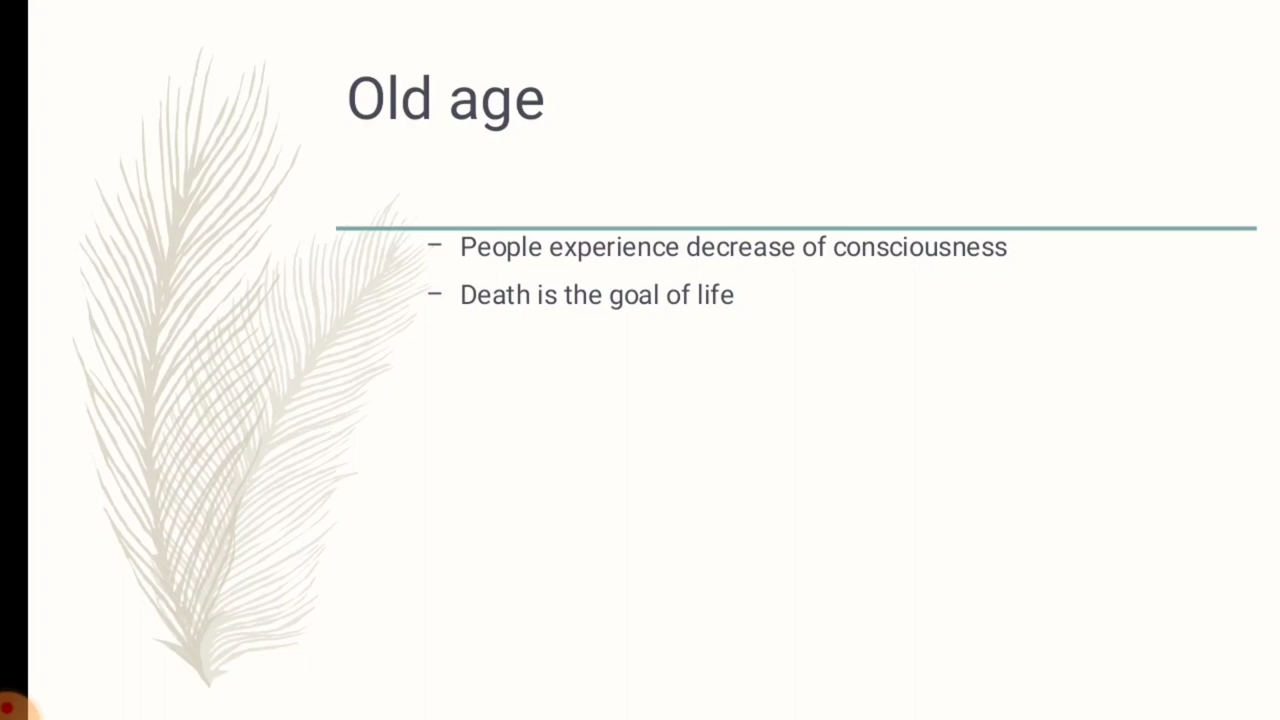 Old age
– People experience decrease of consciousness
– Death is the goal of life